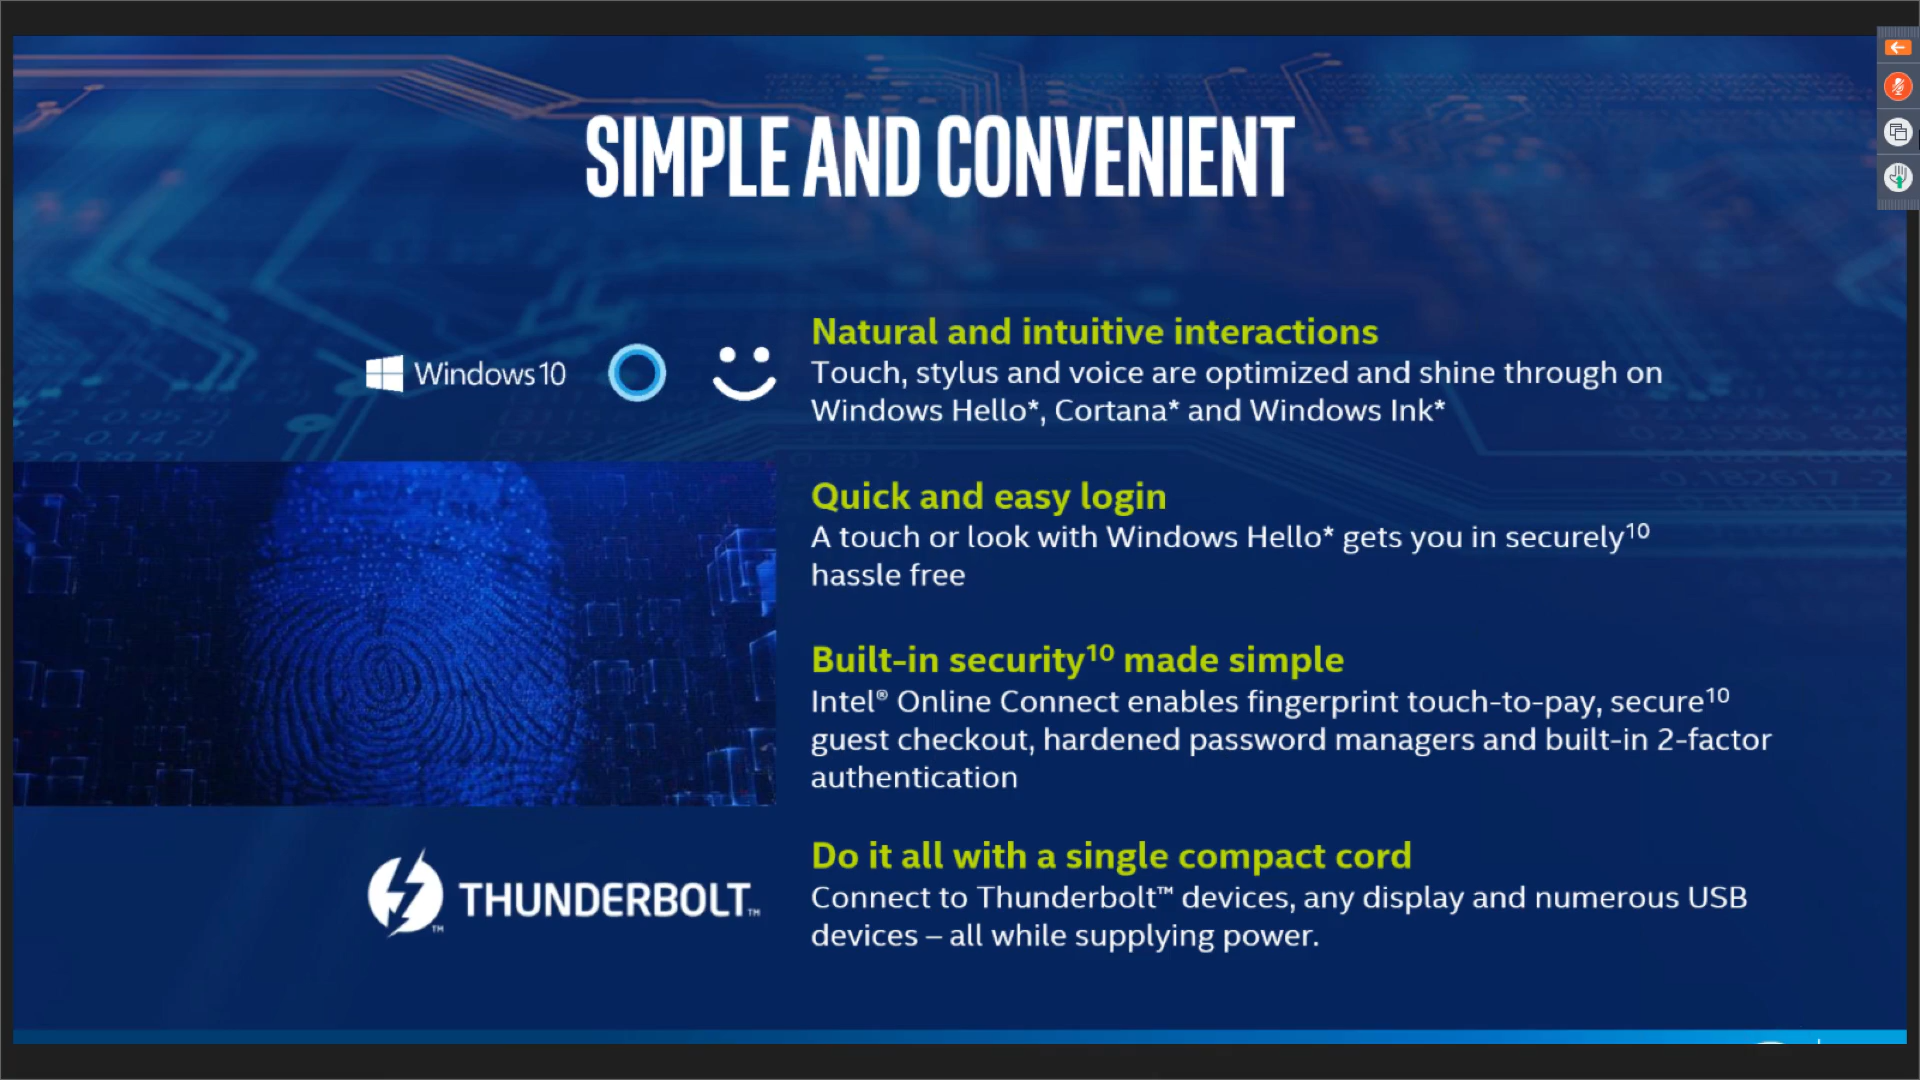 SIMPLE AND CONVENIENT
Windows 10
Natural and intuitive interactions
Touch, stylus and voice are optimized and shine through on
Windows Hello*, Cortana* and Windows Ink*
Quick and easy login
A touch or look with Windows Hello* gets you in securely¹⁰
hassle free
Built-in security¹⁰ made simple
Intel® Online Connect enables fingerprint touch-to-pay, secure¹⁰
guest checkout, hardened password managers and built-in 2-factor
authentication
THUNDERBOLT™
Do it all with a single compact cord
Connect to Thunderbolt™ devices, any display and numerous USB
devices – all while supplying power.